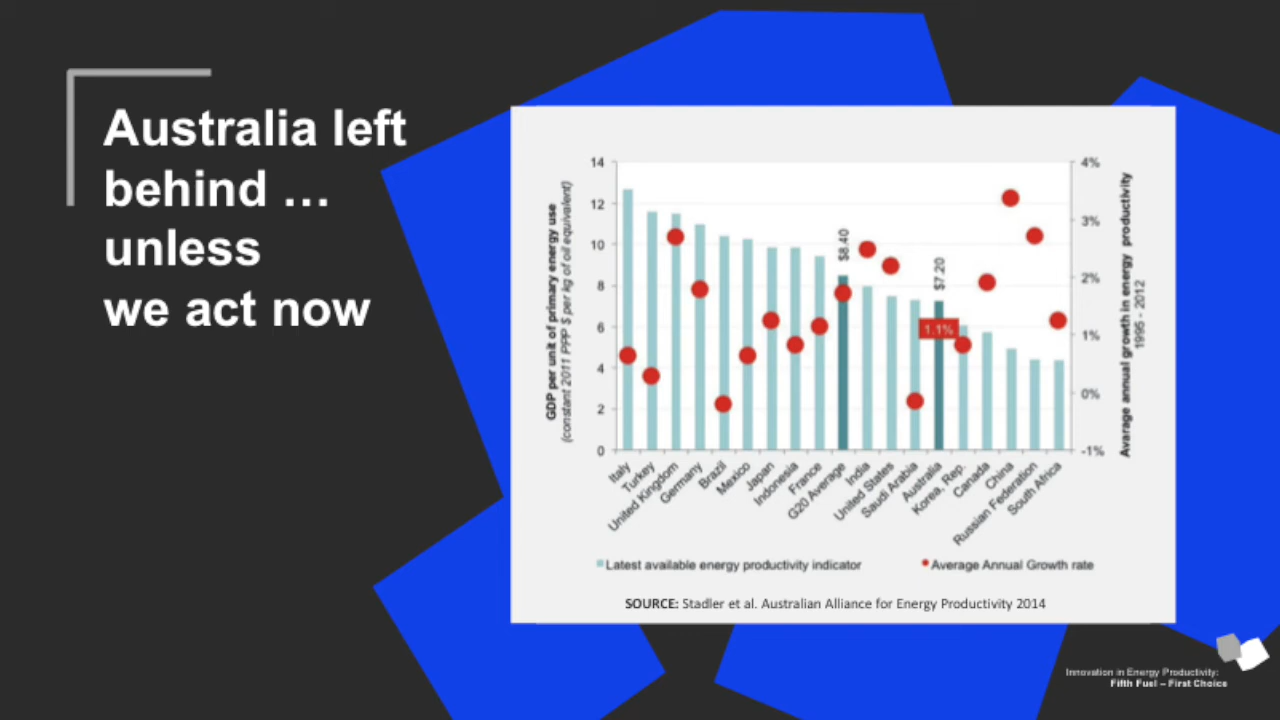 Australia left
behind …
unless
we act now
GDP per unit of primary energy use
(constant 2011 PPP $ per kg of oil equivalent)
14
12
10
8
6
4
2
0
$8.40
$7.20
1.1%
4%
3%
2%
1%
0%
-1%
Avarage annual growth in energy productivity
1995 - 2012
Italy
Turkey
United Kingdom
Germany
Brazil
Mexico
Japan
Indonesia
France
G20 Average
India
United States
Saudi Arabia
Australia
Korea, Rep.
Canada
China
Russian Federation
South Africa
Latest available energy productivity indicator
Average Annual Growth rate
SOURCE: Stadler et al. Australian Alliance for Energy Productivity 2014
Innovation in Energy Productivity:
Fifth Fuel – First Choice